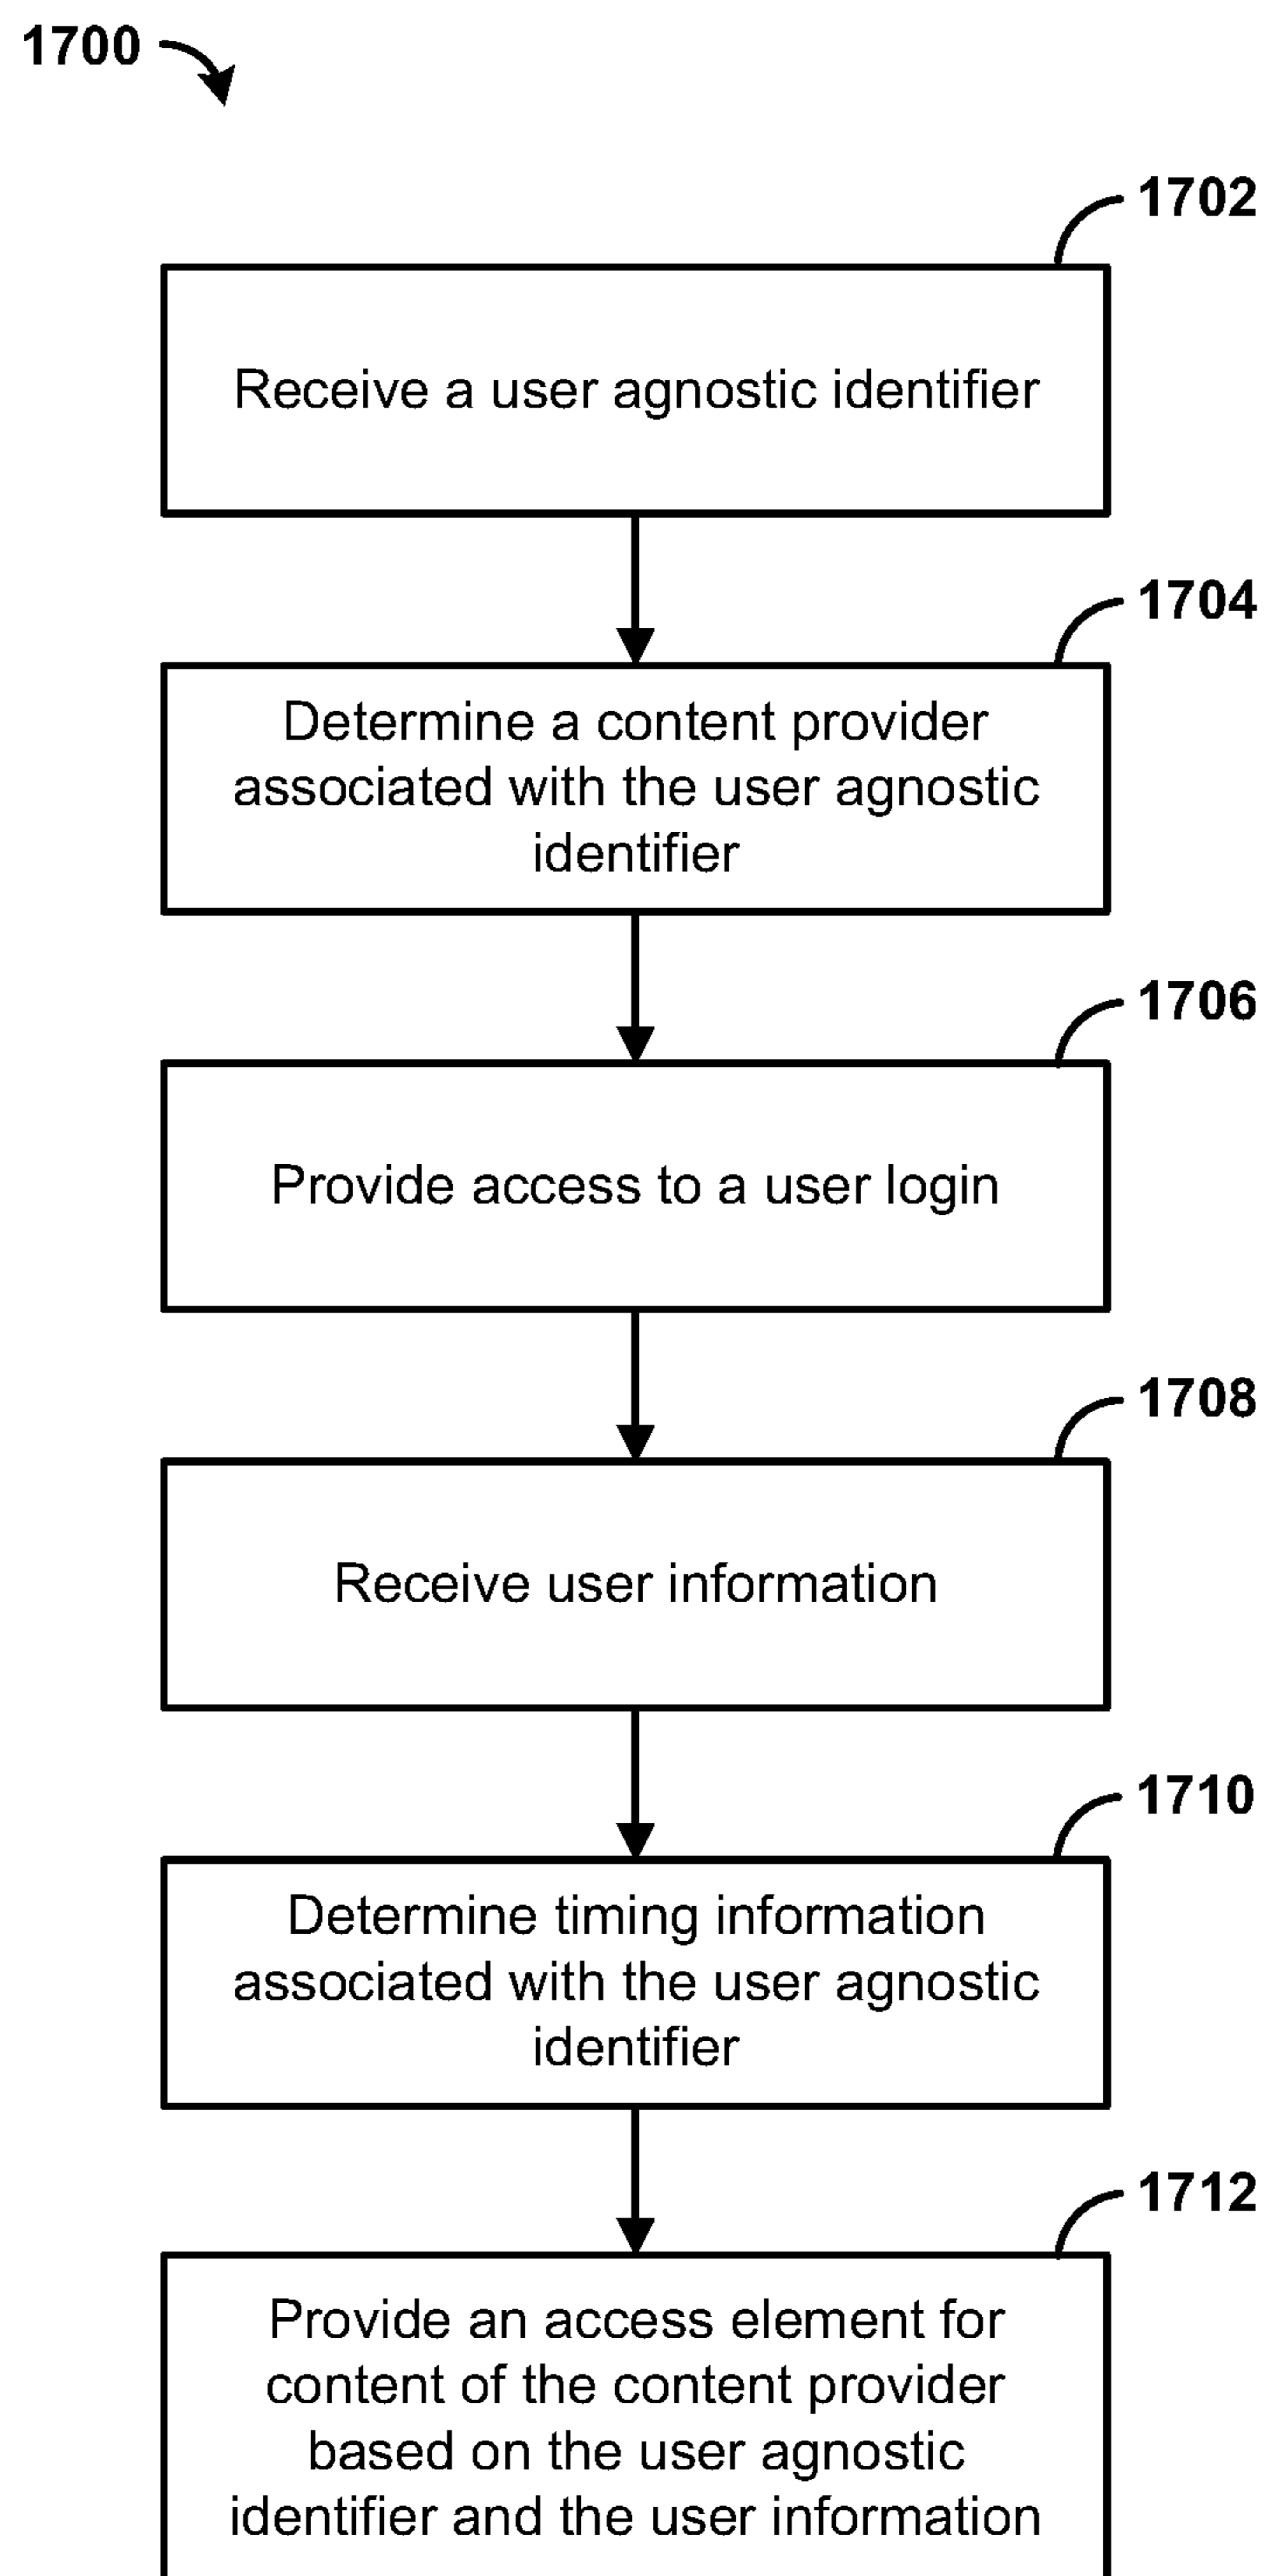 1700
1702
Receive a user agnostic identifier
1704
Determine a content provider
associated with the user agnostic
identifier
1706
Provide access to a user login
1708
Receive user information
1710
Determine timing information
associated with the user agnostic
identifier
1712
Provide an access element for
content of the content provider
based on the user agnostic
identifier and the user information